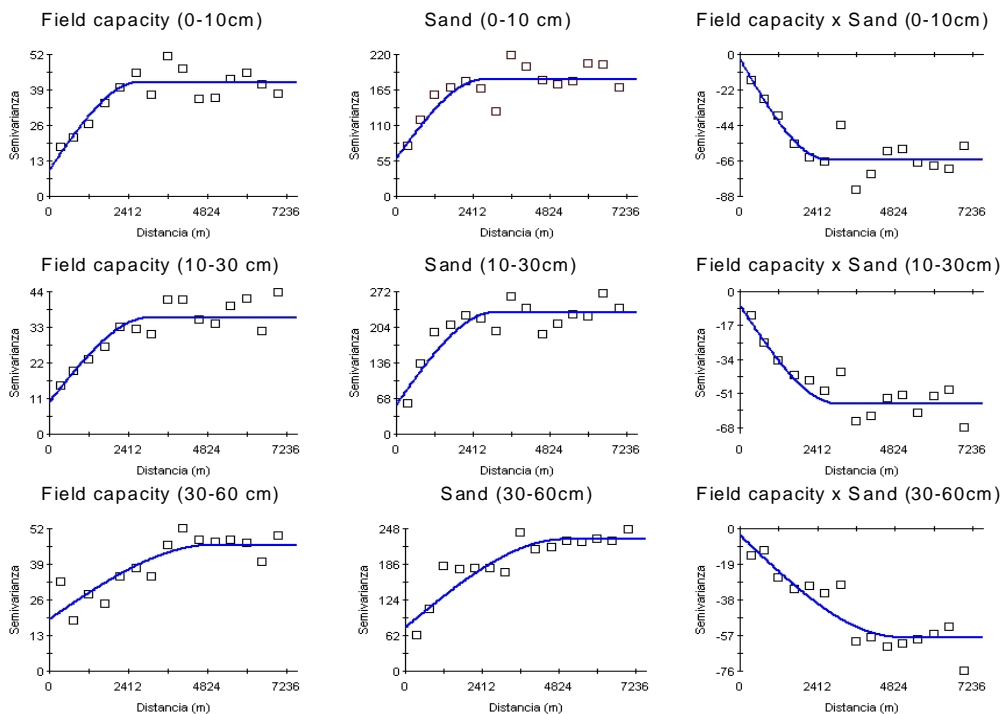 Field capacity (0-10cm)
Semivarianza
52
39
26
13
0
0 2412 4824 7236
Distancia (m)
Sand (0-10 cm)
Semivarianza
220
165
110
55
0
0 2412 4824 7236
Distancia (m)
Field capacity x Sand (0-10cm)
Semivarianza
0
-22
-44
-66
-88
0 2412 4824 7236
Distancia (m)
Field capacity (10-30 cm)
Semivarianza
44
33
22
11
0
0 2412 4824 7236
Distancia (m)
Sand (10-30cm)
Semivarianza
272
204
136
68
0
0 2412 4824 7236
Distancia (m)
Field capacity x Sand (10-30cm)
Semivarianza
0
-17
-34
-51
-68
0 2412 4824 7236
Distancia (m)
Field capacity (30-60 cm)
Semivarianza
52
39
26
13
0
0 2412 4824 7236
Distancia (m)
Sand (30-60cm)
Semivarianza
248
186
124
62
0
0 2412 4824 7236
Distancia (m)
Field capacity x Sand (30-60cm)
Semivarianza
0
-19
-38
-57
-76
0 2412 4824 7236
Distancia (m)